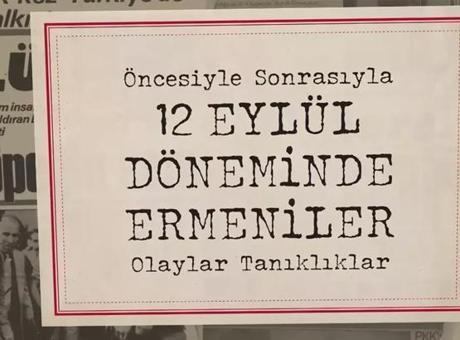 Öncesiyle Sonrasıyla
12 EYLÜL
DÖNEMİNDE
ERMENİLER
Olaylar Tanıklıklar